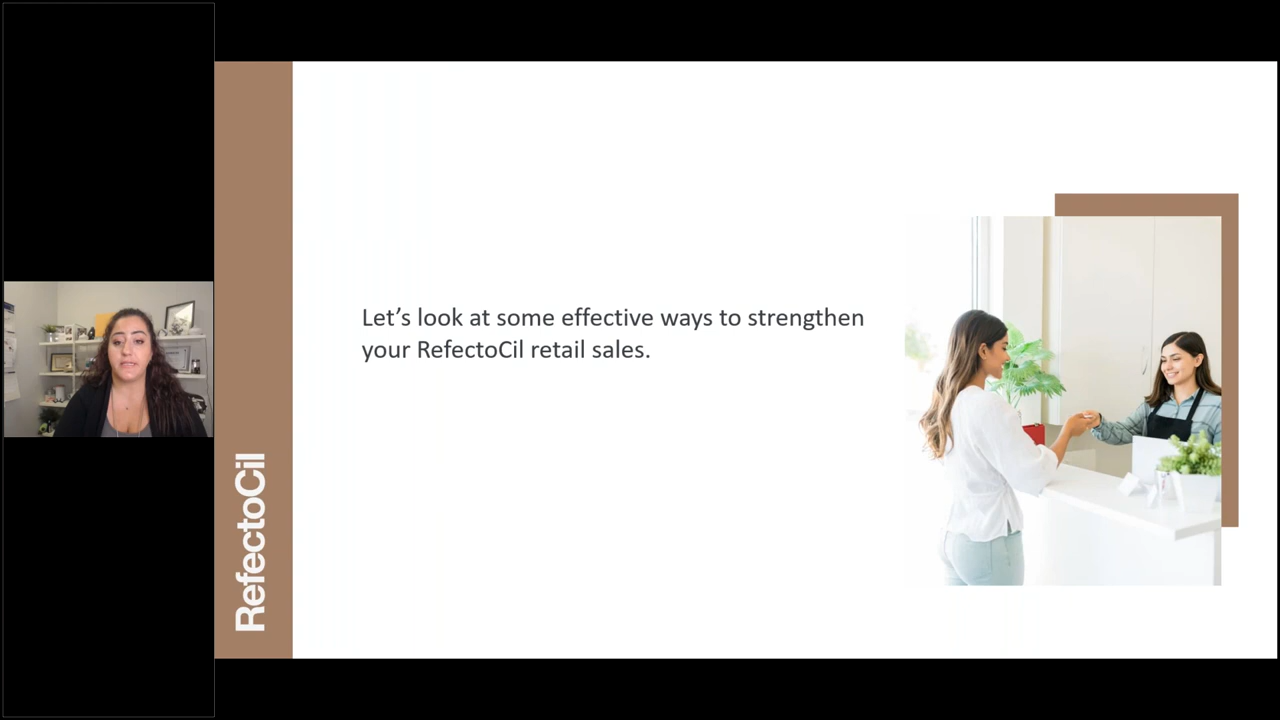 Let’s look at some effective ways to strengthen
your RefectoCil retail sales.
RefectoCil